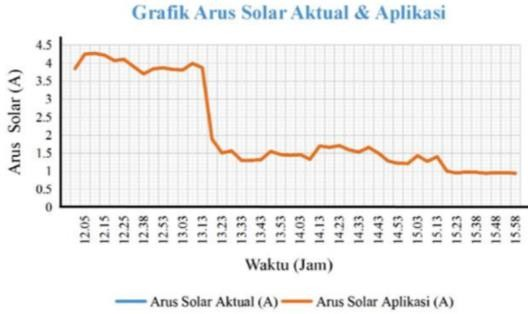 Grafik Arus Solar Aktual & Aplikasi
4.5
4
3.5
3
2.5
2
1.5
1
0.5
0
Arus Solar (A)
12.05 12.15 12.25 12.38 12.53 13.03 13.13 13.23 13.33 13.43 13.53 14.03 14.13 14.23 14.33 14.43 14.53 15.03 15.13 15.23 15.38 15.48 15.58
Waktu (Jam)
Arus Solar Aktual (A) Arus Solar Aplikasi (A)